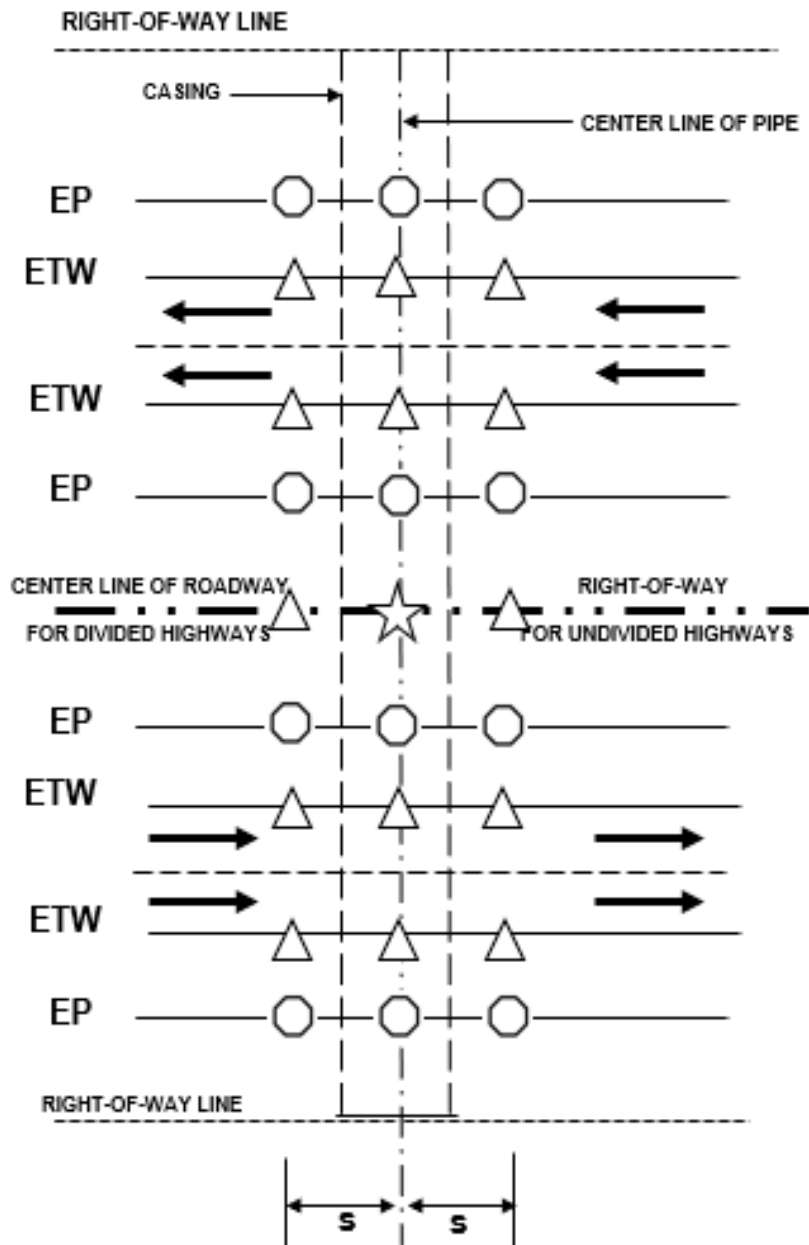 RIGHT-OF-WAY LINE
CASING
CENTER LINE OF PIPE
EP
ETW
ETW
EP
CENTER LINE OF ROADWAY
RIGHT-OF-WAY
FOR DIVIDED HIGHWAYS
FOR UNDIVIDED HIGHWAYS
EP
ETW
ETW
EP
RIGHT-OF-WAY LINE
S
S